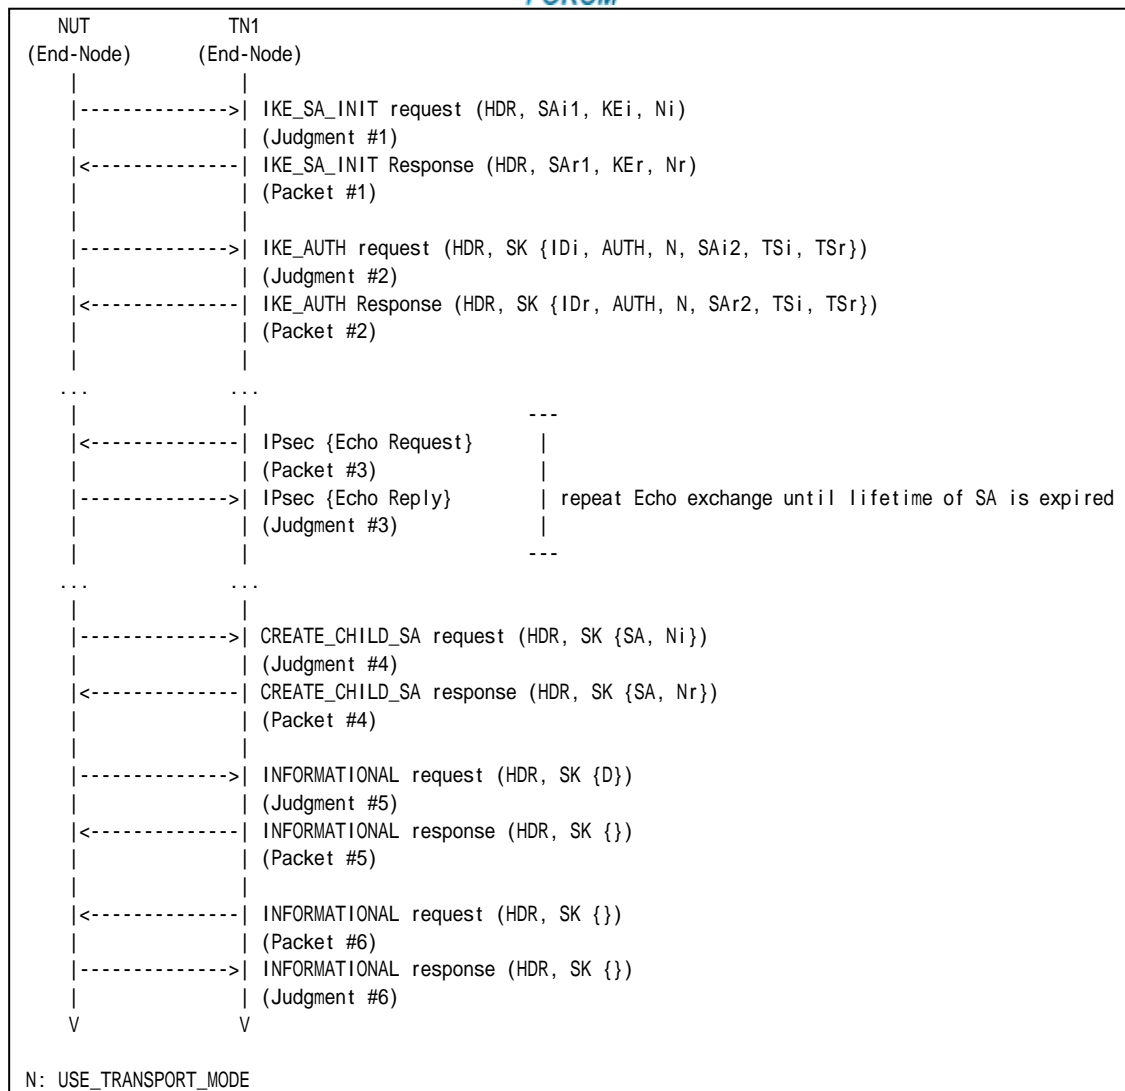 FORUM
NUT TN1
(End-Node) (End-Node)
| |
|-------------->| IKE_SA_INIT request (HDR, SAi1, KEi, Ni)
| | (Judgment #1)
|<--------------| IKE_SA_INIT Response (HDR, SAr1, KEr, Nr)
| | (Packet #1)
| |
|-------------->| IKE_AUTH request (HDR, SK {IDi, AUTH, N, SAi2, TSi, TSr})
| | (Judgment #2)
|<--------------| IKE_AUTH Response (HDR, SK {IDr, AUTH, N, SAr2, TSi, TSr})
| | (Packet #2)
| |
... ...
| | ---
|<--------------| IPsec {Echo Request} |
| | (Packet #3) |
|-------------->| IPsec {Echo Reply} | repeat Echo exchange until lifetime of SA is expired
| | (Judgment #3) |
| | ---
... ...
| |
|-------------->| CREATE_CHILD_SA request (HDR, SK {SA, Ni})
| | (Judgment #4)
|<--------------| CREATE_CHILD_SA response (HDR, SK {SA, Nr})
| | (Packet #4)
| |
|-------------->| INFORMATIONAL request (HDR, SK {D})
| | (Judgment #5)
|<--------------| INFORMATIONAL response (HDR, SK {})
| | (Packet #5)
| |
|<--------------| INFORMATIONAL request (HDR, SK {})
| | (Packet #6)
|-------------->| INFORMATIONAL response (HDR, SK {})
| | (Judgment #6)
V V
N: USE_TRANSPORT_MODE